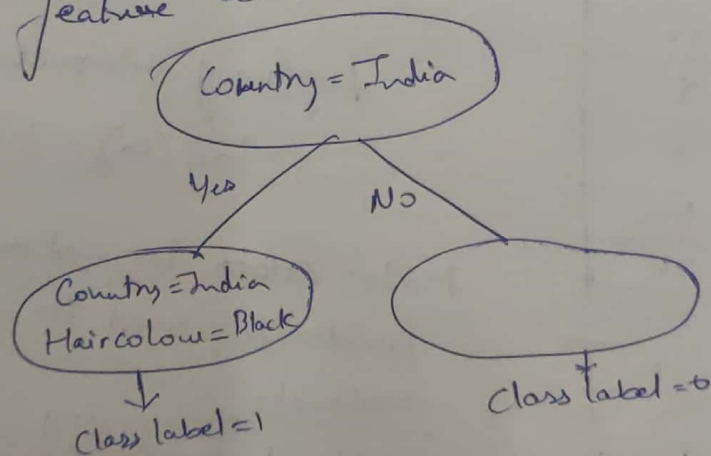 feature
Country = India
Yes
No
Country = India
Haircolour = Black
Class label = 1
Class label = 0